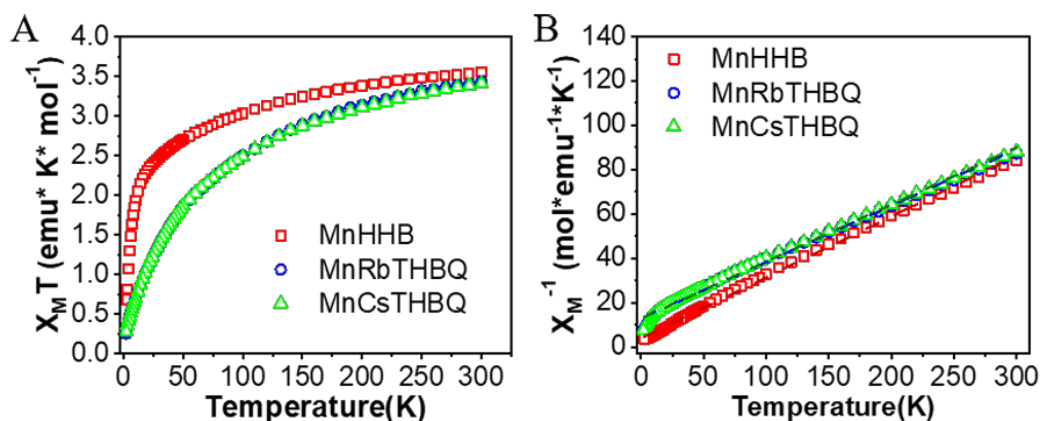 A
X_M T (emu* K* mol⁻¹)
4.0
3.5
3.0
2.5
2.0
1.5
1.0
0.5
0.0
MnHHB
MnRbTHBQ
MnCsTHBQ
0 50 100 150 200 250 300
Temperature(K)
B
X_M⁻¹ (mol*emu⁻¹*K⁻¹)
140
120
100
80
60
40
20
0
MnHHB
MnRbTHBQ
MnCsTHBQ
0 50 100 150 200 250 300
Temperature(K)